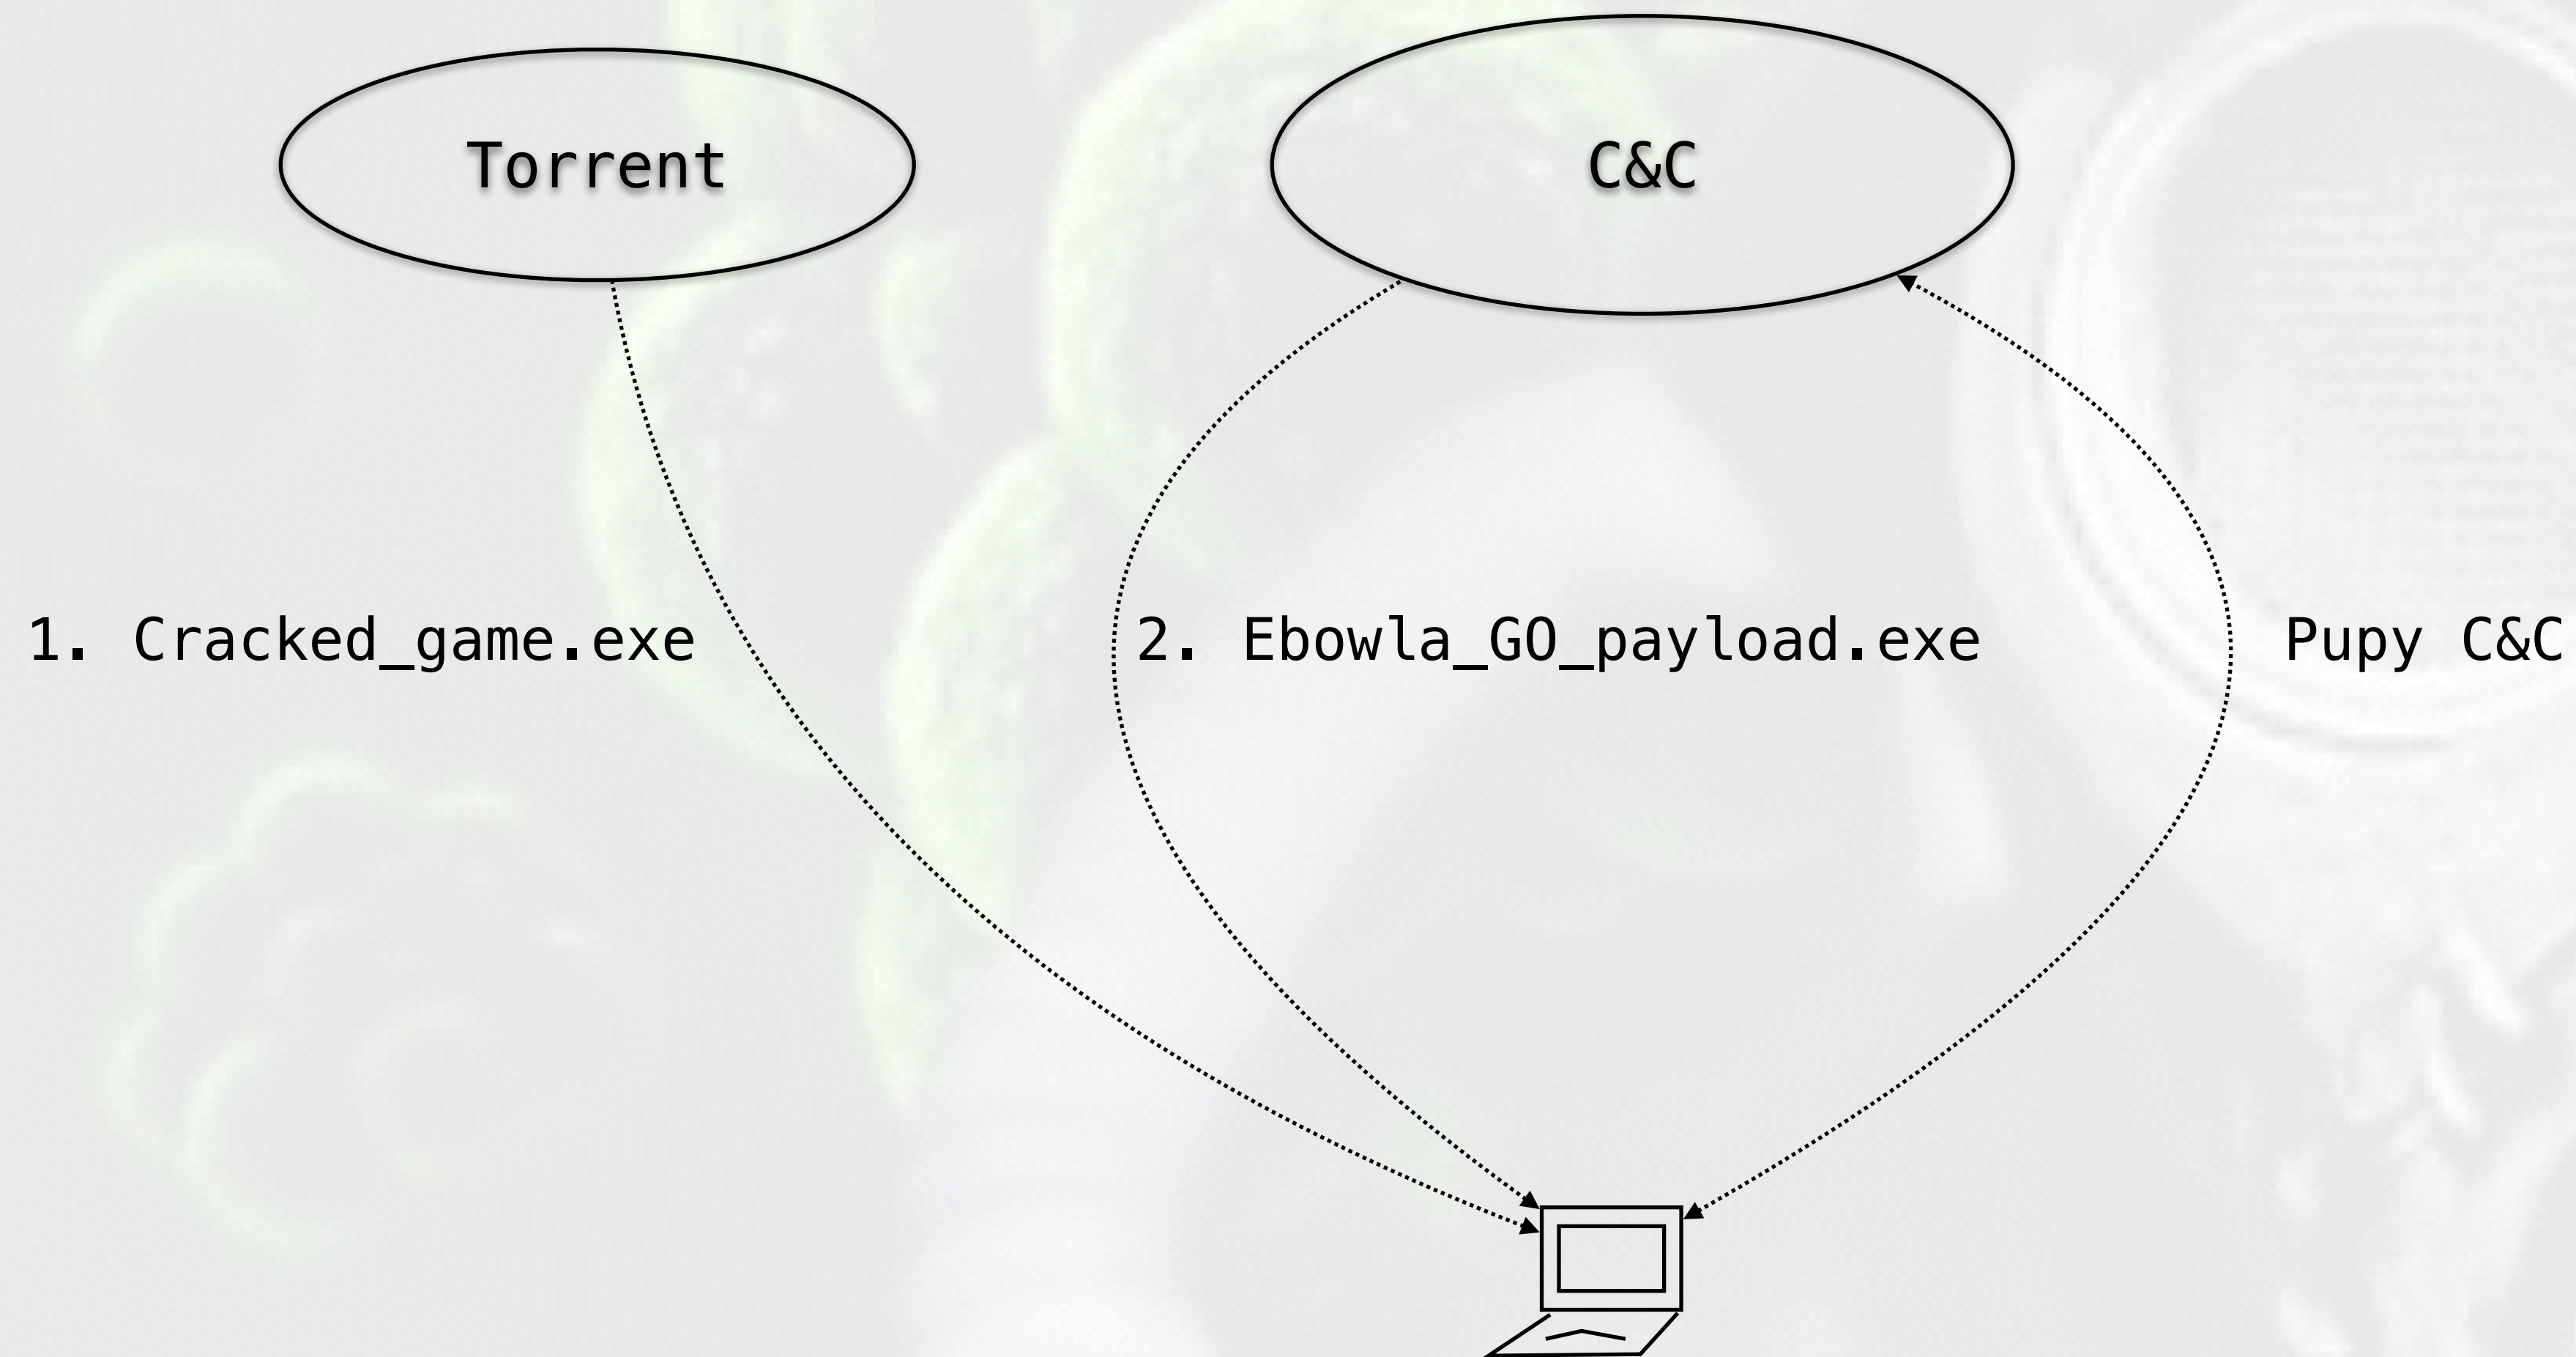 Torrent
C&C
1. Cracked_game.exe
2. Ebowla_GO_payload.exe
Pupy C&C